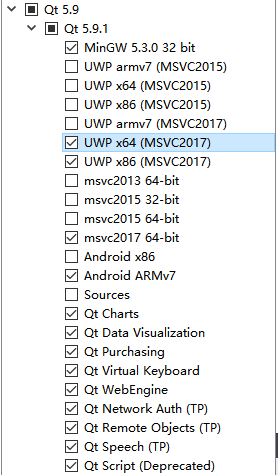 Qt 5.9
Qt 5.9.1
MinGW 5.3.0 32 bit
UWP armv7 (MSVC2015)
UWP x64 (MSVC2015)
UWP x86 (MSVC2015)
UWP armv7 (MSVC2017)
UWP x64 (MSVC2017)
UWP x86 (MSVC2017)
msvc2013 64-bit
msvc2015 32-bit
msvc2015 64-bit
msvc2017 64-bit
Android x86
Android ARMv7
Sources
Qt Charts
Qt Data Visualization
Qt Purchasing
Qt Virtual Keyboard
Qt WebEngine
Qt Network Auth (TP)
Qt Remote Objects (TP)
Qt Speech (TP)
Qt Script (Deprecated)